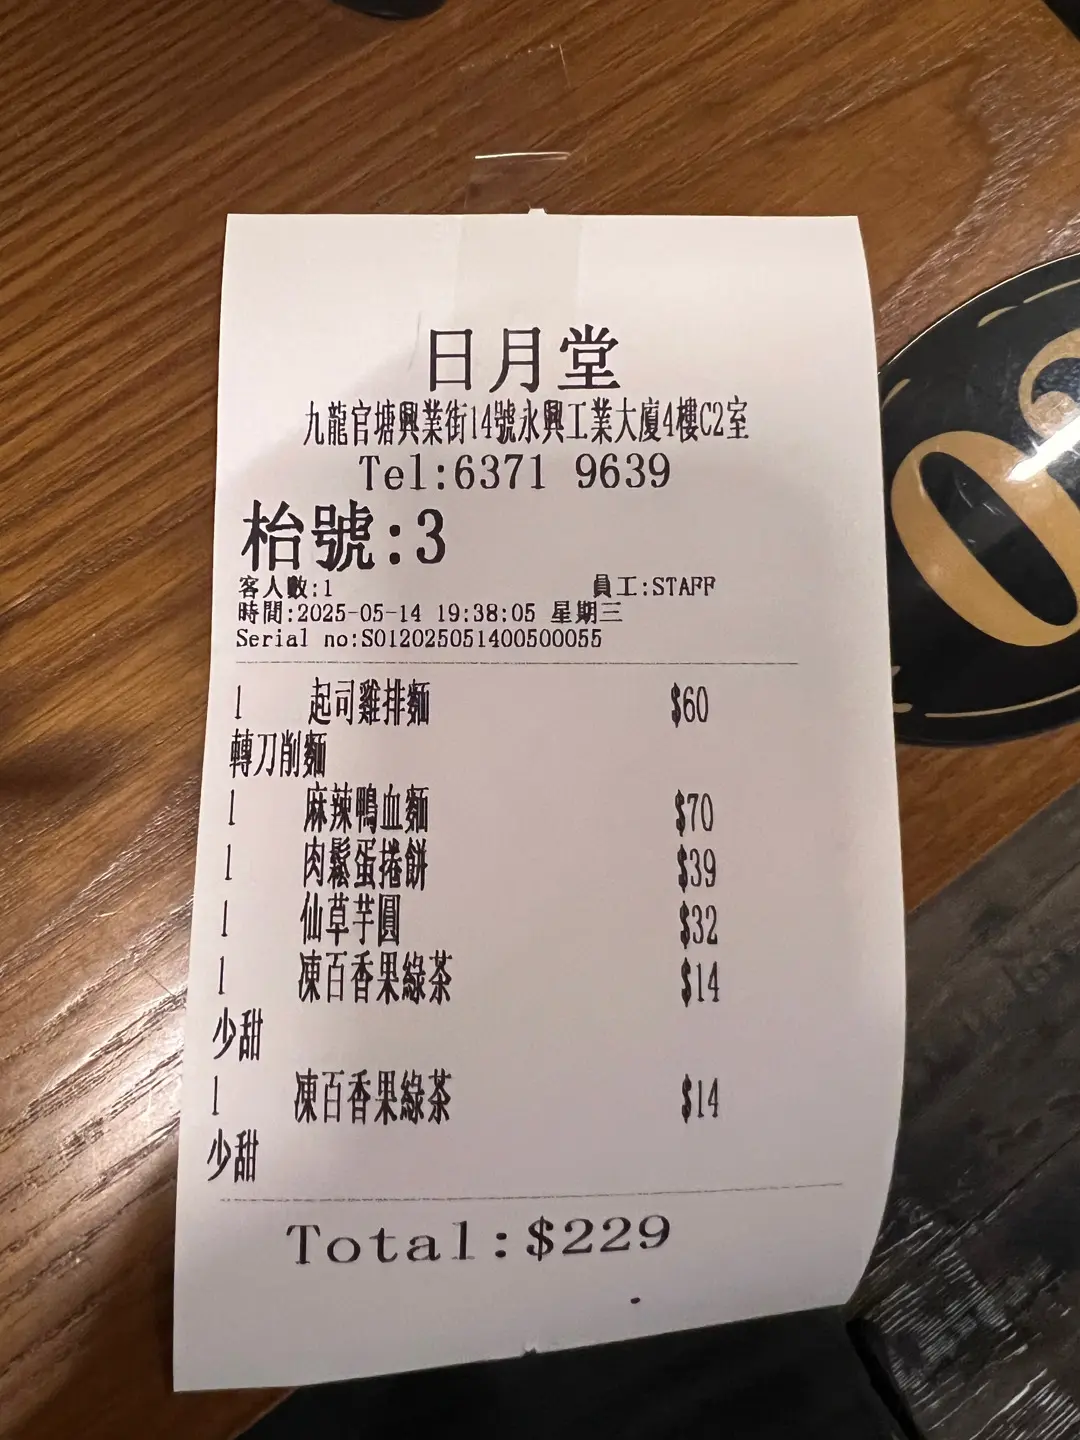 日月堂
九龍官塘興業街14號永興工業大廈4樓C2室
Tel:6371 9639
枱號:3
客人數:1 員工:STAFF
時間:2025-05-14 19:38:05 星期三
Serial no:S012025051400500055
1 起司雞排麵 $60
轉刀削麵
1 麻辣鴨血麵 $70
1 肉鬆蛋捲餅 $39
1 仙草芋圓 $32
1 凍百香果綠茶 $14
少甜
1 凍百香果綠茶 $14
少甜
Total:$229